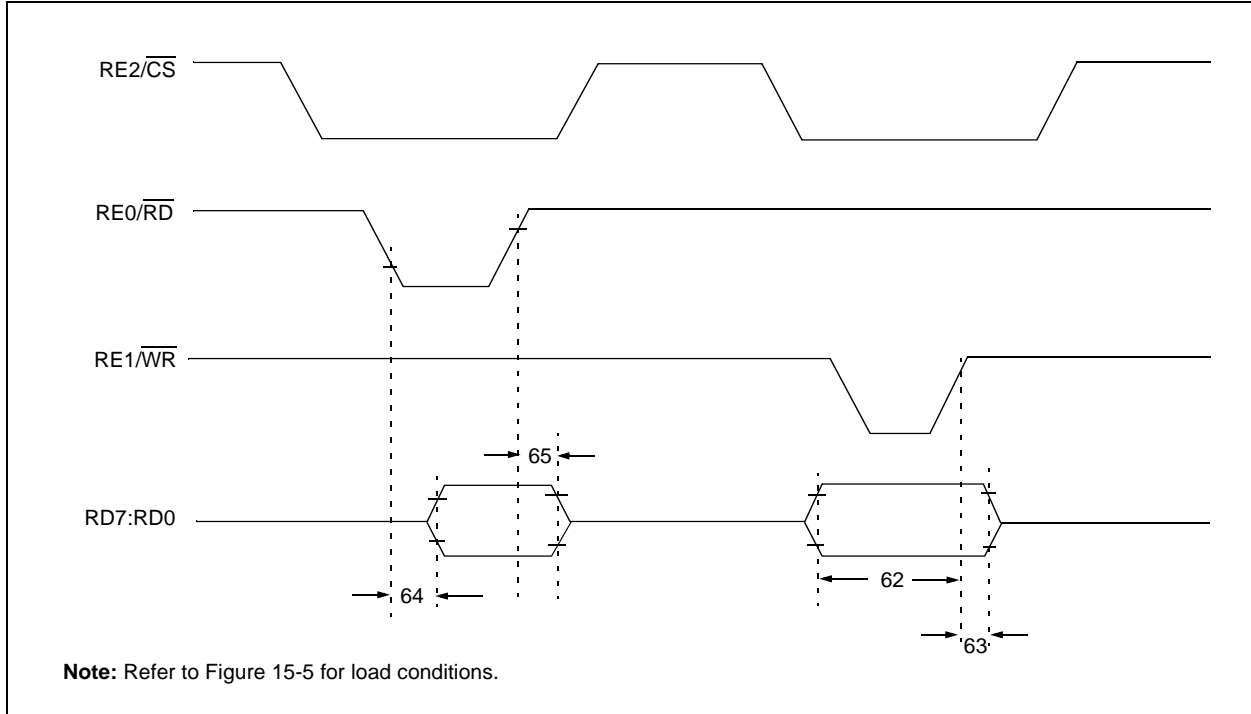 RE2/CS
RE0/RD
RE1/WR
65
RD7:RD0
62
64
63
Note: Refer to Figure 15-5 for load conditions.